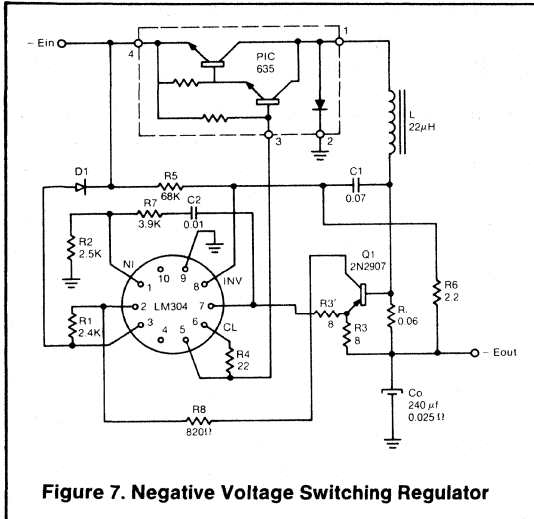 – Ein
4
PIC
635
1
3
2
L
22μH
D1
R5
68K
C1
0.07
R7
3.9K
C2
0.01
R2
2.5K
NI
10
9
INV
1
8
Q1
2N2907
R6
2.2
R1
2.4K
2
LM304
7
R3'
8
R3
8
R.
0.06
3
6
CL
4
5
R4
22
– Eout
R8
820Ω
Co
240 μf
0.025 Ω
Figure 7. Negative Voltage Switching Regulator